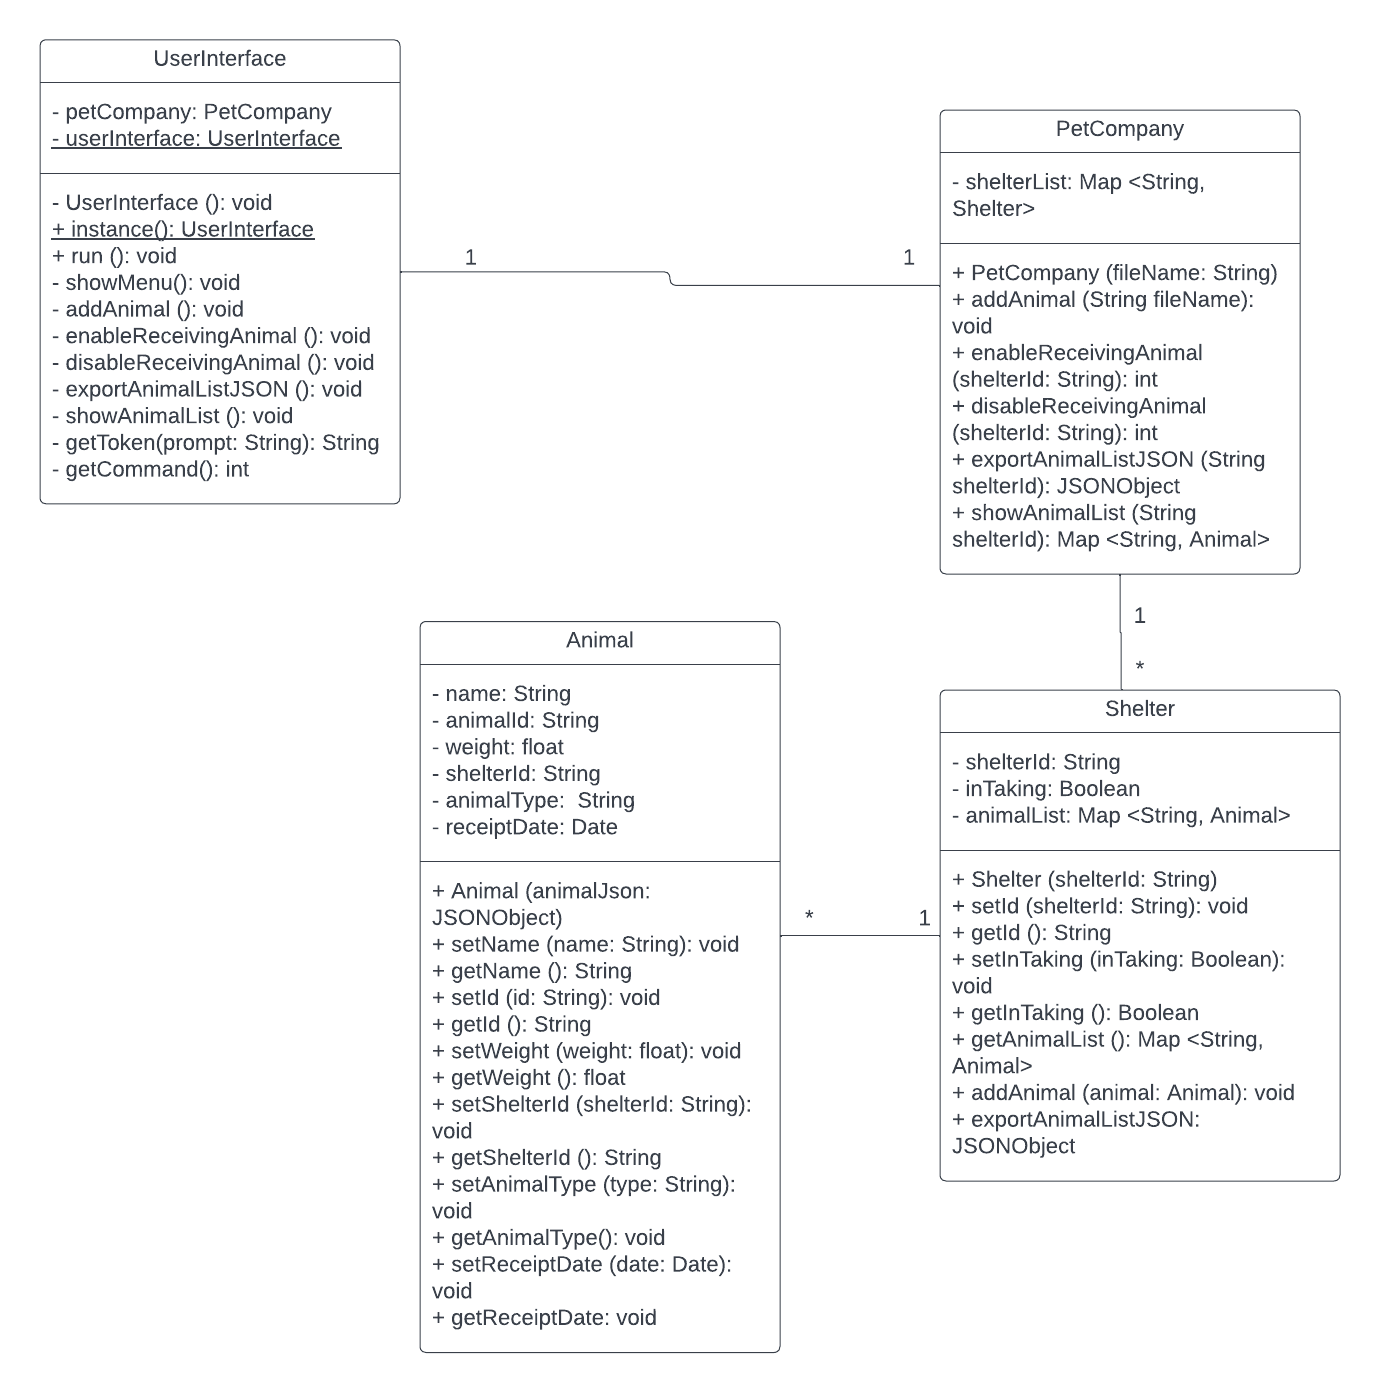 UserInterface
- petCompany: PetCompany
- userInterface: UserInterface
- UserInterface (): void
+ instance(): UserInterface
+ run (): void
- showMenu(): void
- addAnimal (): void
- enableReceivingAnimal (): void
- disableReceivingAnimal (): void
- exportAnimalListJSON (): void
- showAnimalList (): void
- getToken(prompt: String): String
- getCommand(): int
1
1
PetCompany
- shelterList: Map <String,
Shelter>
+ PetCompany (fileName: String)
+ addAnimal (String fileName):
void
+ enableReceivingAnimal
(shelterId: String): int
+ disableReceivingAnimal
(shelterId: String): int
+ exportAnimalListJSON (String
shelterId): JSONObject
+ showAnimalList (String
shelterId): Map <String, Animal>
1
*
Animal
- name: String
- animalId: String
- weight: float
- shelterId: String
- animalType:  String
- receiptDate: Date
+ Animal (animalJson:
JSONObject)
+ setName (name: String): void
+ getName (): String
+ setId (id: String): void
+ getId (): String
+ setWeight (weight: float): void
+ getWeight (): float
+ setShelterId (shelterId: String):
void
+ getShelterId (): String
+ setAnimalType (type: String):
void
+ getAnimalType(): void
+ setReceiptDate (date: Date):
void
+ getReceiptDate: void
*
1
Shelter
- shelterId: String
- inTaking: Boolean
- animalList: Map <String, Animal>
+ Shelter (shelterId: String)
+ setId (shelterId: String): void
+ getId (): String
+ setInTaking (inTaking: Boolean):
void
+ getInTaking (): Boolean
+ getAnimalList (): Map <String,
Animal>
+ addAnimal (animal: Animal): void
+ exportAnimalListJSON:
JSONObject